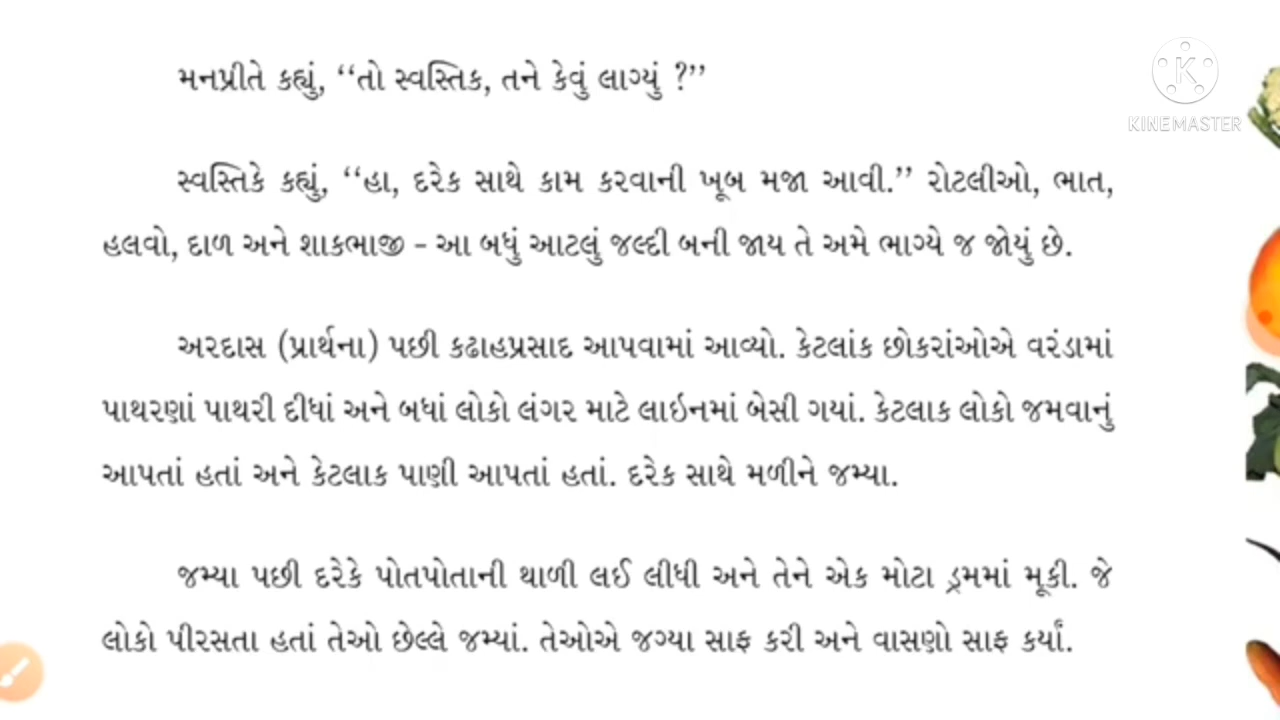 મનપ્રીતે કહ્યું, ‘‘તો સ્વસ્તિક, તને કેવું લાગ્યું ?’’
KINEMASTER
સ્વસ્તિકે કહ્યું, ‘‘હા, દરેક સાથે કામ કરવાની ખૂબ મજા આવી.’’ રોટલીઓ, ભાત,
હલવો, દાળ અને શાકભાજી - આ બધું આટલું જલ્દી બની જાય તે અમે ભાગ્યે જ જોયું છે.
અરદાસ (પ્રાર્થના) પછી કઢાહપ્રસાદ આપવામાં આવ્યો. કેટલાંક છોકરાંઓએ વરંડામાં
પાથરણાં પાથરી દીધાં અને બધાં લોકો લંગર માટે લાઇનમાં બેસી ગયાં. કેટલાક લોકો જમવાનું
આપતાં હતાં અને કેટલાક પાણી આપતાં હતાં. દરેક સાથે મળીને જમ્યા.
જમ્યા પછી દરેકે પોતપોતાની થાળી લઈ લીધી અને તેને એક મોટા ડ્રમમાં મૂકી. જે
લોકો પીરસતા હતાં તેઓ છેલ્લે જમ્યાં. તેઓએ જગ્યા સાફ કરી અને વાસણો સાફ કર્યાં.